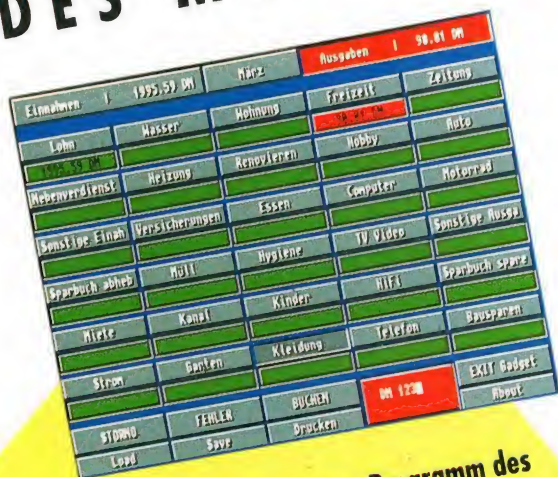 DES M
Einnahmen | 1995.59 DM März Ausgaben | 90.01 DM
Lohn Wasser Wohnung Freizeit Zeitung
1995.59 DM 90.01 DM
Nebenverdienst Heizung Renovieren Hobby Auto
Sonstige Einah Versicherungen Essen Computer Motorrad
Sparbuch abheb Müll Hygiene TV Video Sonstige Ausga
Miete Kanal Kinder HiFi Sparbuch spare
Strom Garten Kleidung Telefon Bausparen
STORNO FEHLER BUCHEN DM 123 EXIT Gadget
Load Save Drucken About
Programm des